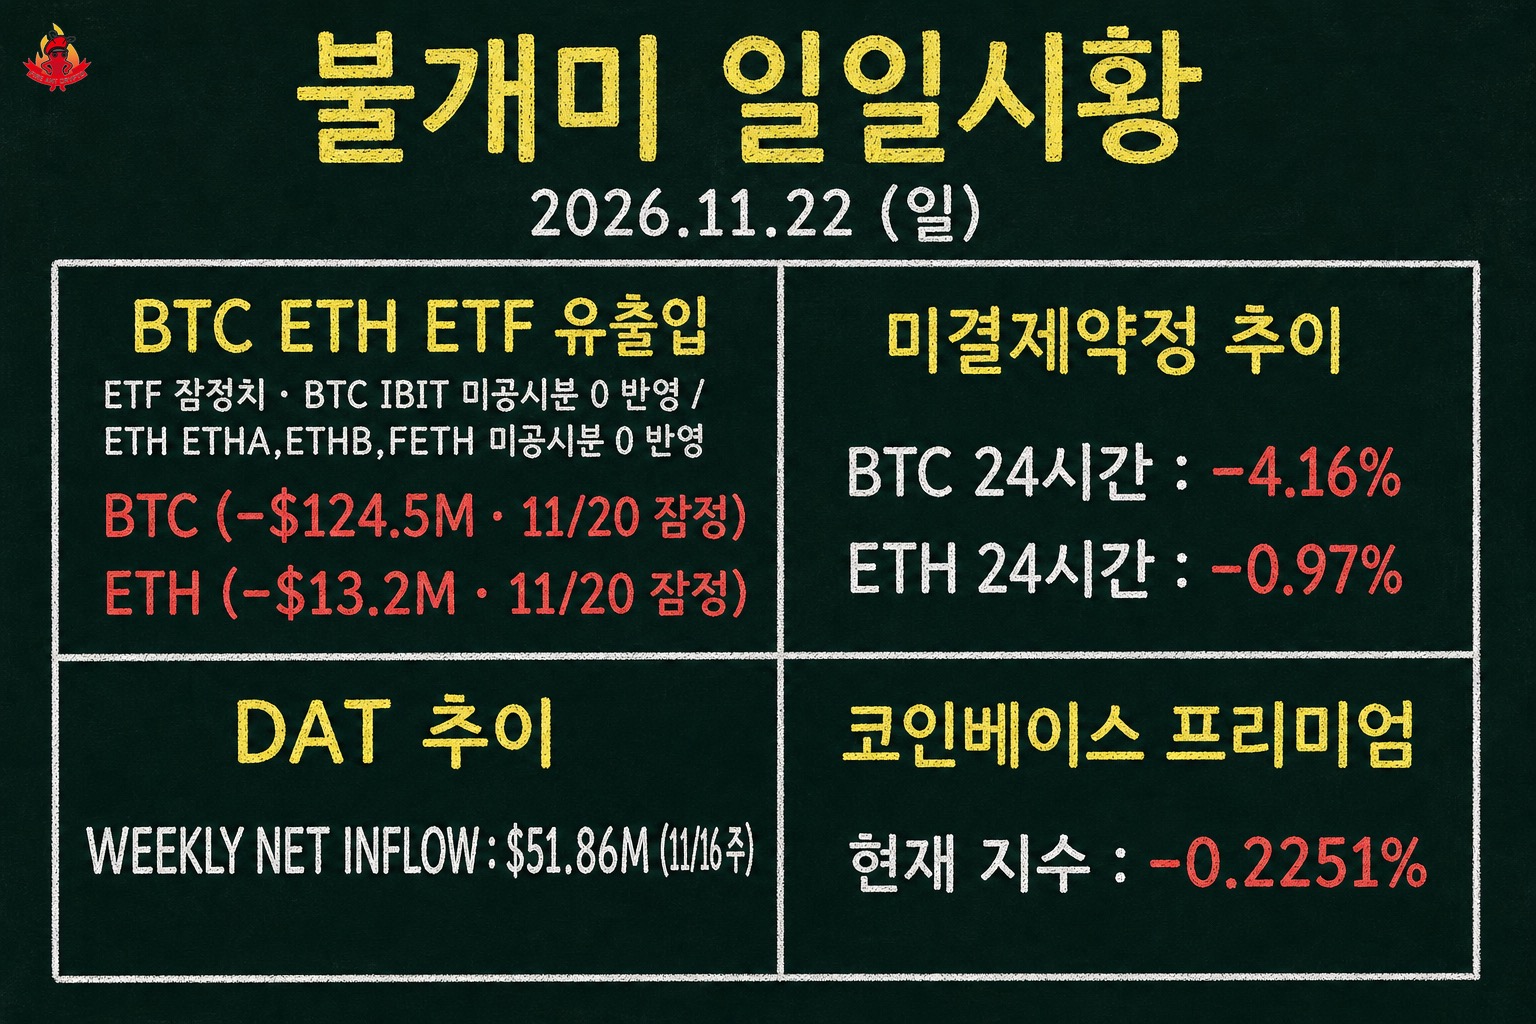 불개미 일일시황
2026.11.22 (일)
BTC ETH ETF 유출입
ETF 잠정치 · BTC IBIT 미공시분 0 반영 /
ETH ETHA,ETHB,FETH 미공시분 0 반영
BTC (-$124.5M · 11/20 잠정)
ETH (-$13.2M · 11/20 잠정)
미결제약정 추이
BTC 24시간 : -4.16%
ETH 24시간 : -0.97%
DAT 추이
WEEKLY NET INFLOW : $51.86M (11/16 주)
코인베이스 프리미엄
현재 지수 : -0.2251%